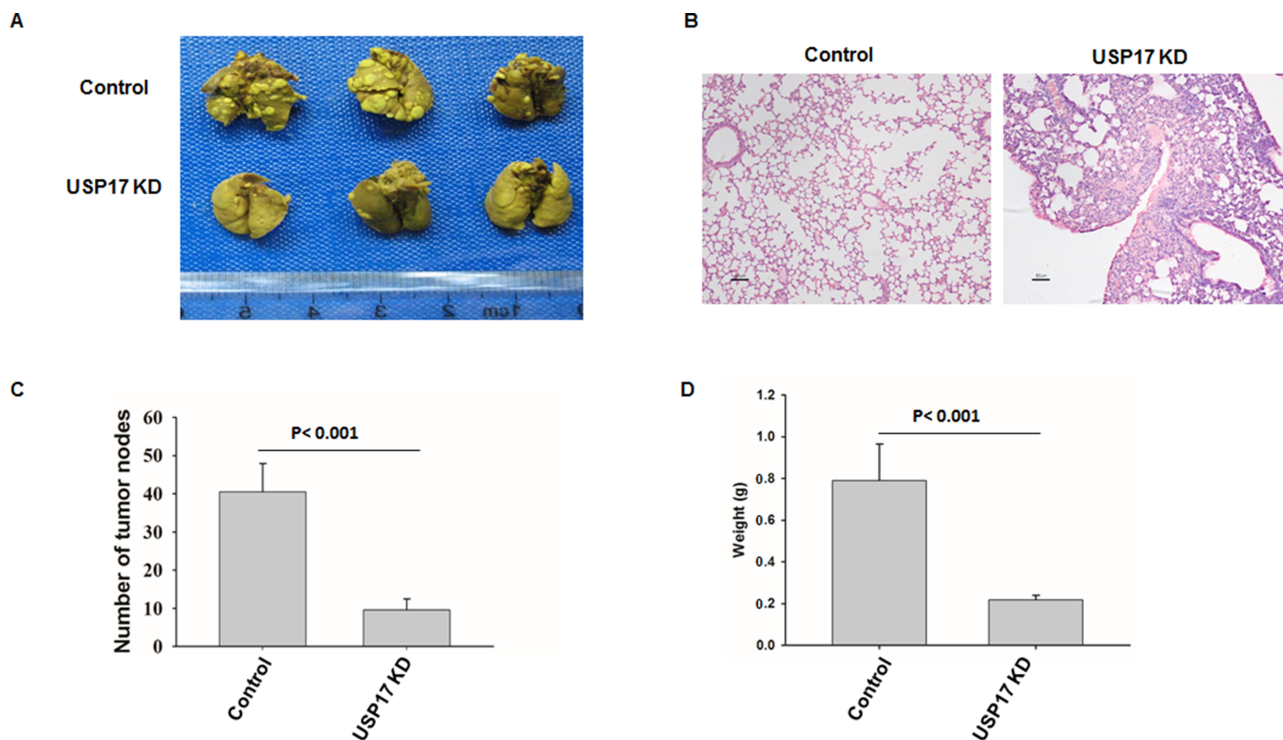 A
Control
USP17 KD
5 4 3 2 1cm 0
B
Control
USP17 KD
C
Number of tumor nodes
60
50
40
30
20
10
0
P< 0.001
Control
USP17 KD
D
Weight (g)
1.2
1.0
0.8
0.6
0.4
0.2
0.0
P< 0.001
Control
USP17 KD